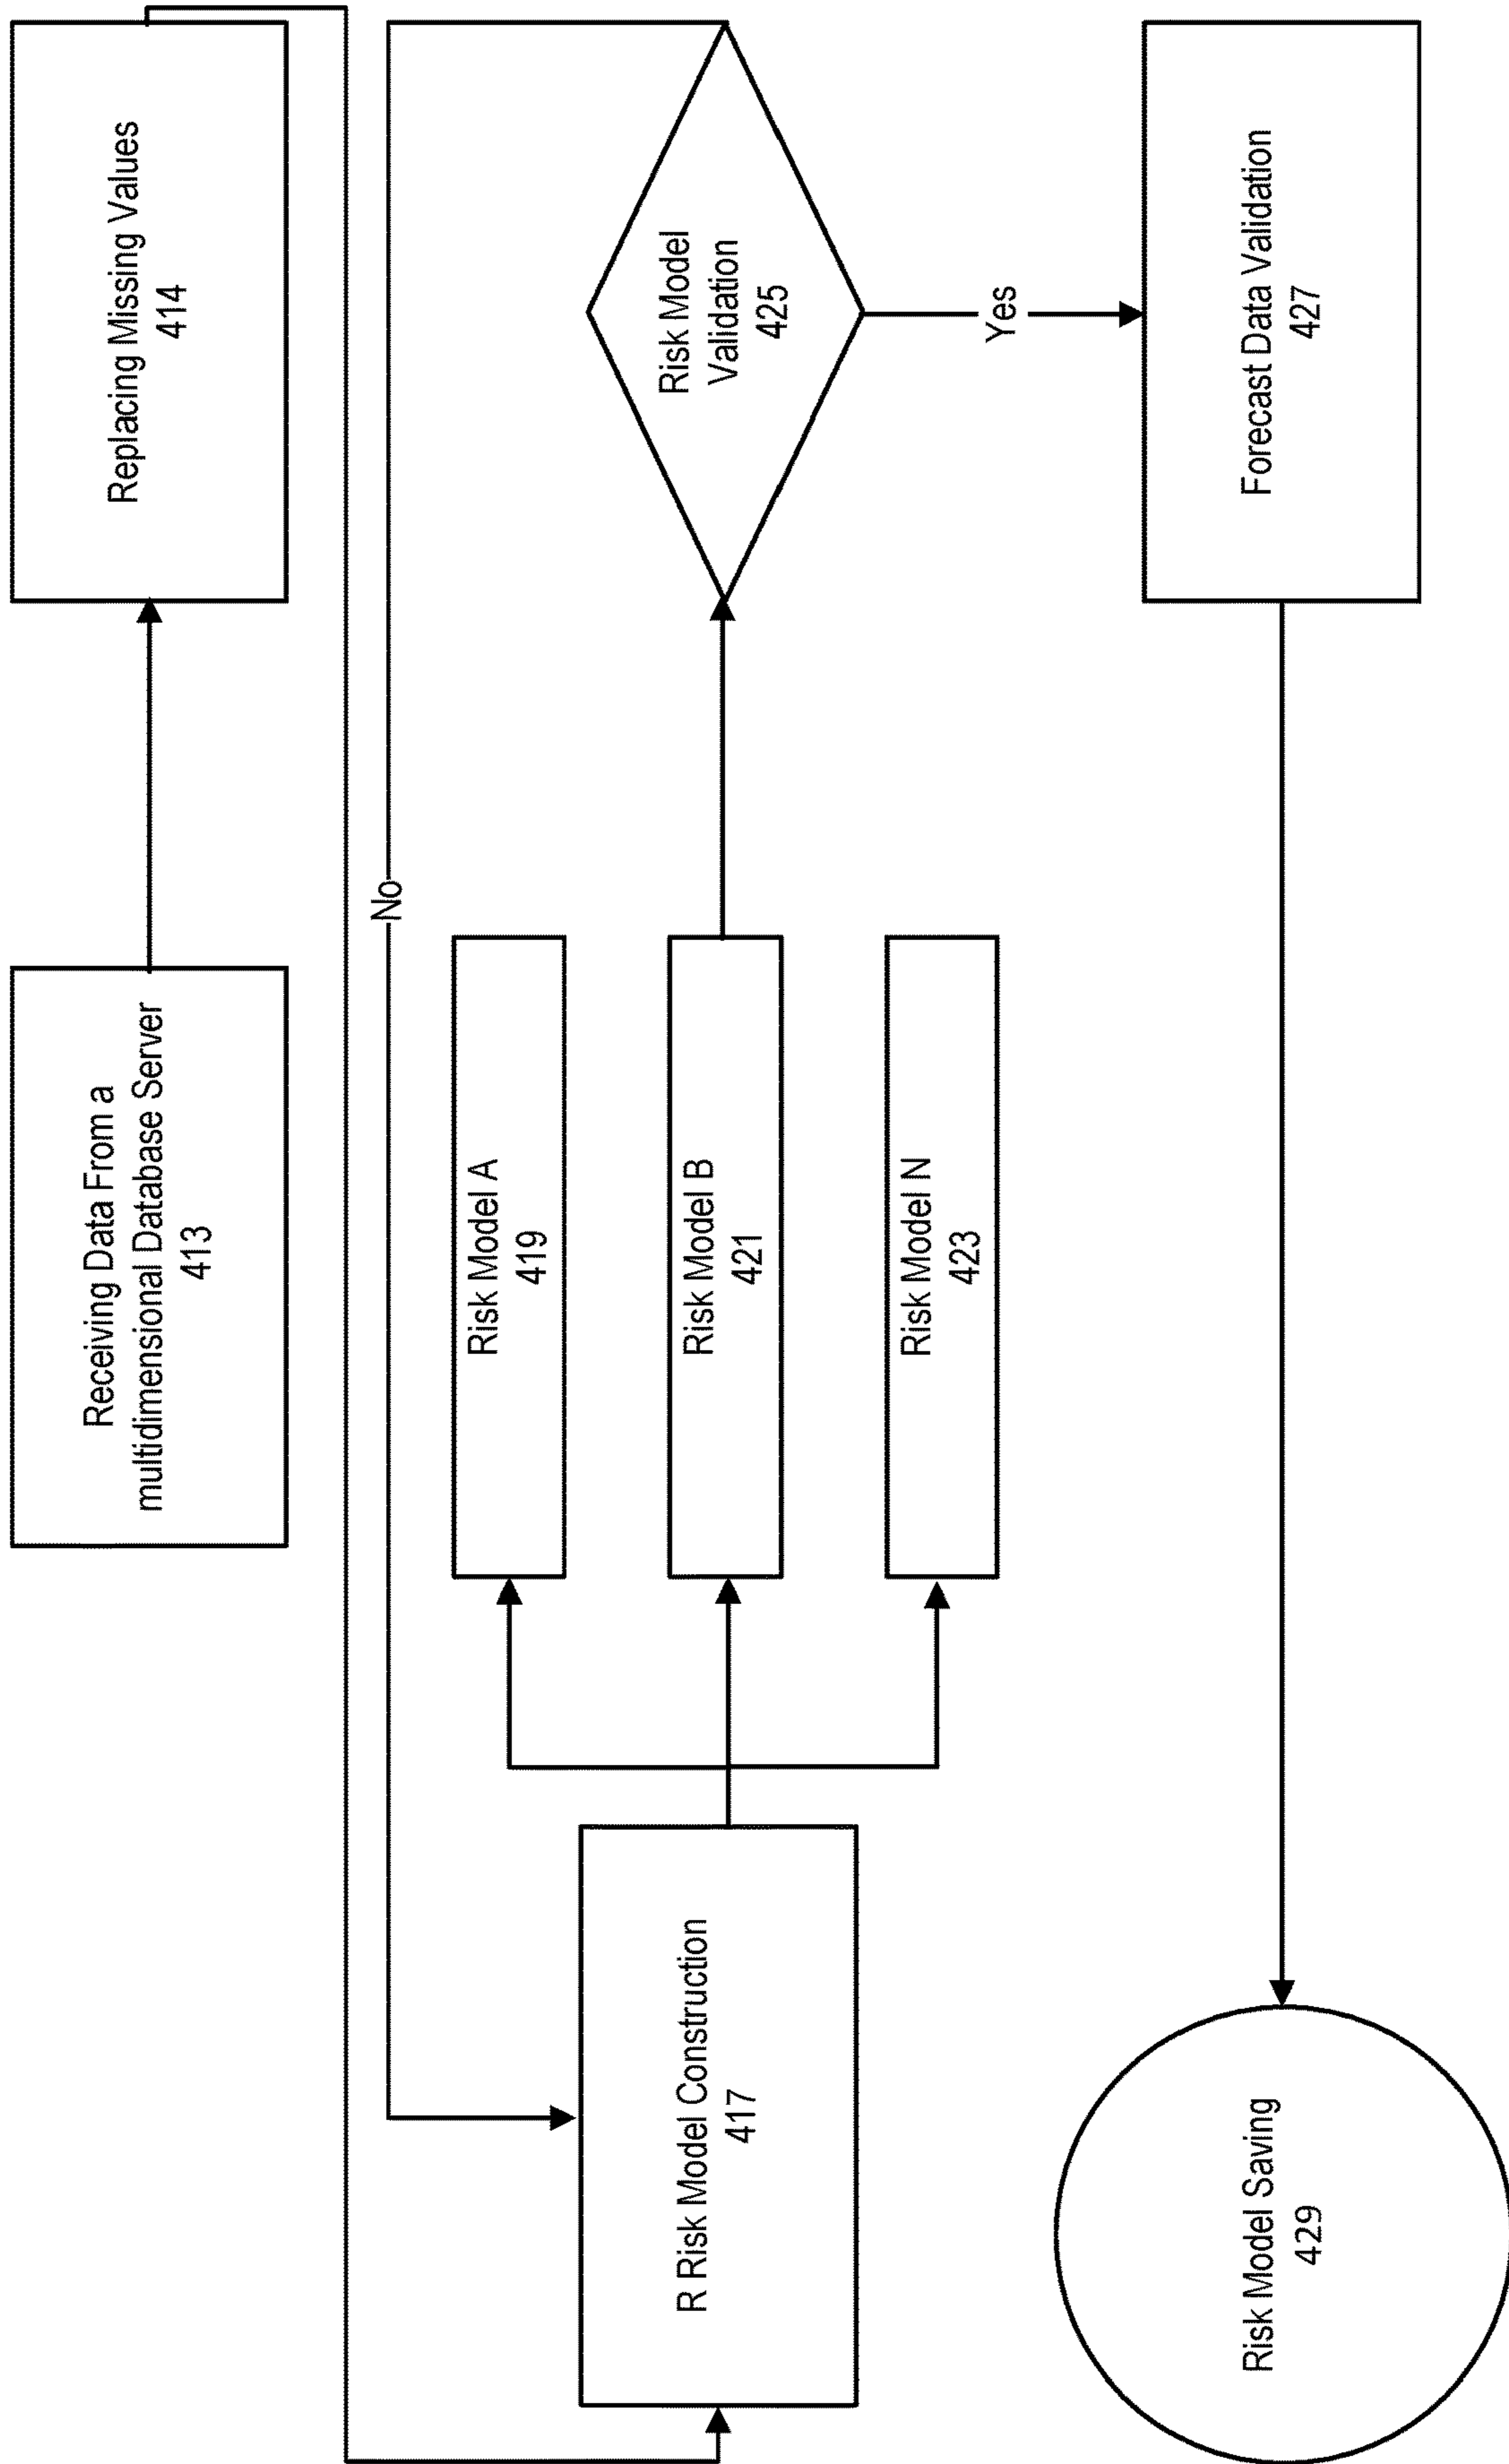 Receiving Data From a
multidimensional Database Server
413
Replacing Missing Values
414
No
R Risk Model Construction
417
Risk Model A
419
Risk Model B
421
Risk Model N
423
Risk Model
Validation
425
Yes
Risk Model Saving
429
Forecast Data Validation
427